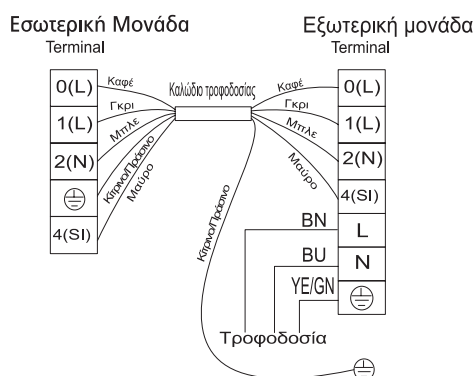 Εσωτερική Μονάδα
Terminal
Εξωτερική μονάδα
Terminal
Καλώδιο τροφοδοσίας
0(L)
Καφέ
Καφέ
0(L)
1(L)
Γκρι
Γκρι
1(L)
2(N)
Μπλε
Μπλε
2(N)
Κίτρινο/Πράσινο
4(SI)
Μαύρο
Μαύρο
4(SI)
Κίτρινο/Πράσινο
BN
L
BU
N
YE/GN
Τροφοδοσία